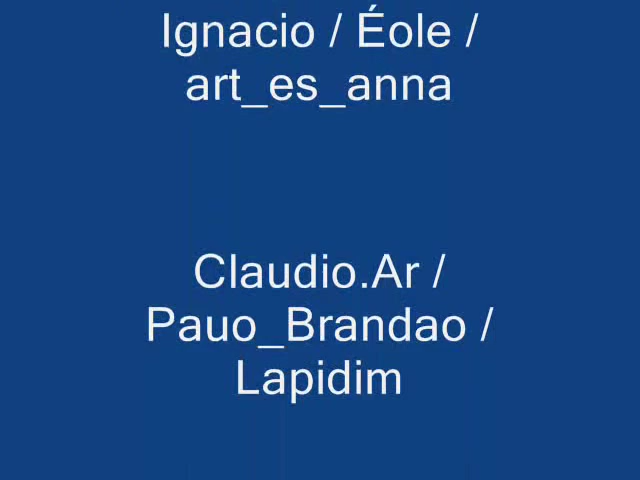 Ignacio / Éole /
art_es_anna
Claudio.Ar /
Pauo_Brandao /
Lapidim